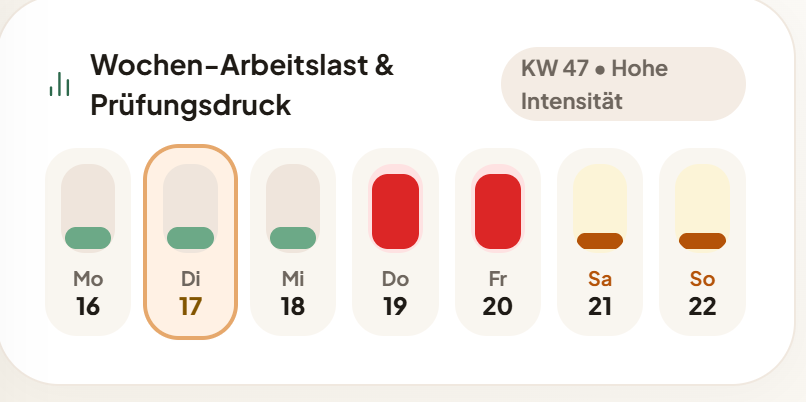 Wochen-Arbeitslast &
Prüfungsdruck
KW 47 • Hohe
Intensität
Mo
16
Di
17
Mi
18
Do
19
Fr
20
Sa
21
So
22